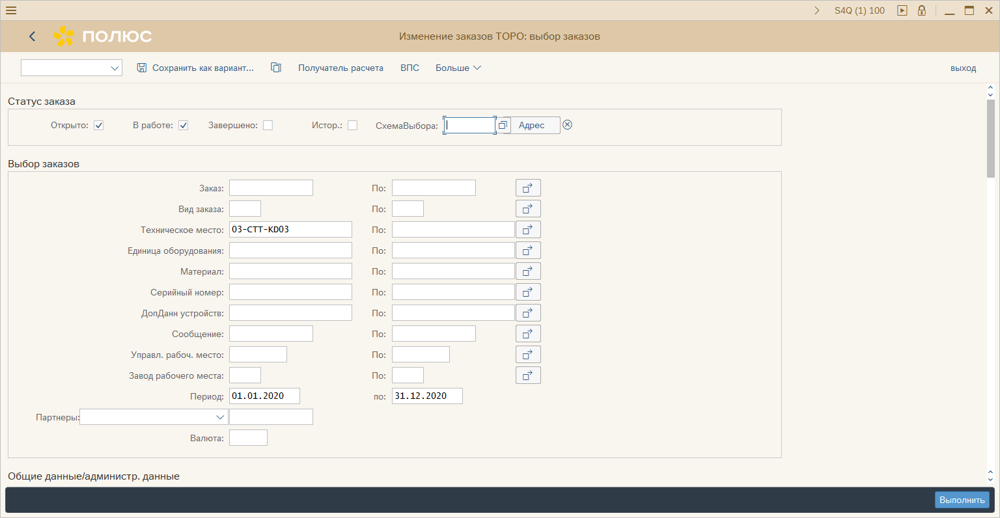 S4Q (1) 100
ПОЛЮС
Изменение заказов ТОРО: выбор заказов
Сохранить как вариант... Получатель расчета ВПС Больше выход
Статус заказа
Открыто: В работе: Завершено: Истор.: СхемаВыбора: Адрес
Выбор заказов
Заказ: По:
Вид заказа: По:
Техническое место: 03-СТТ-KD03 По:
Единица оборудования: По:
Материал: По:
Серийный номер: По:
ДопДанн устройств: По:
Сообщение: По:
Управл. рабоч. место: По:
Завод рабочего места: По:
Период: 01.01.2020 по: 31.12.2020
Партнеры:
Валюта:
Общие данные/администр. данные
Выполнить